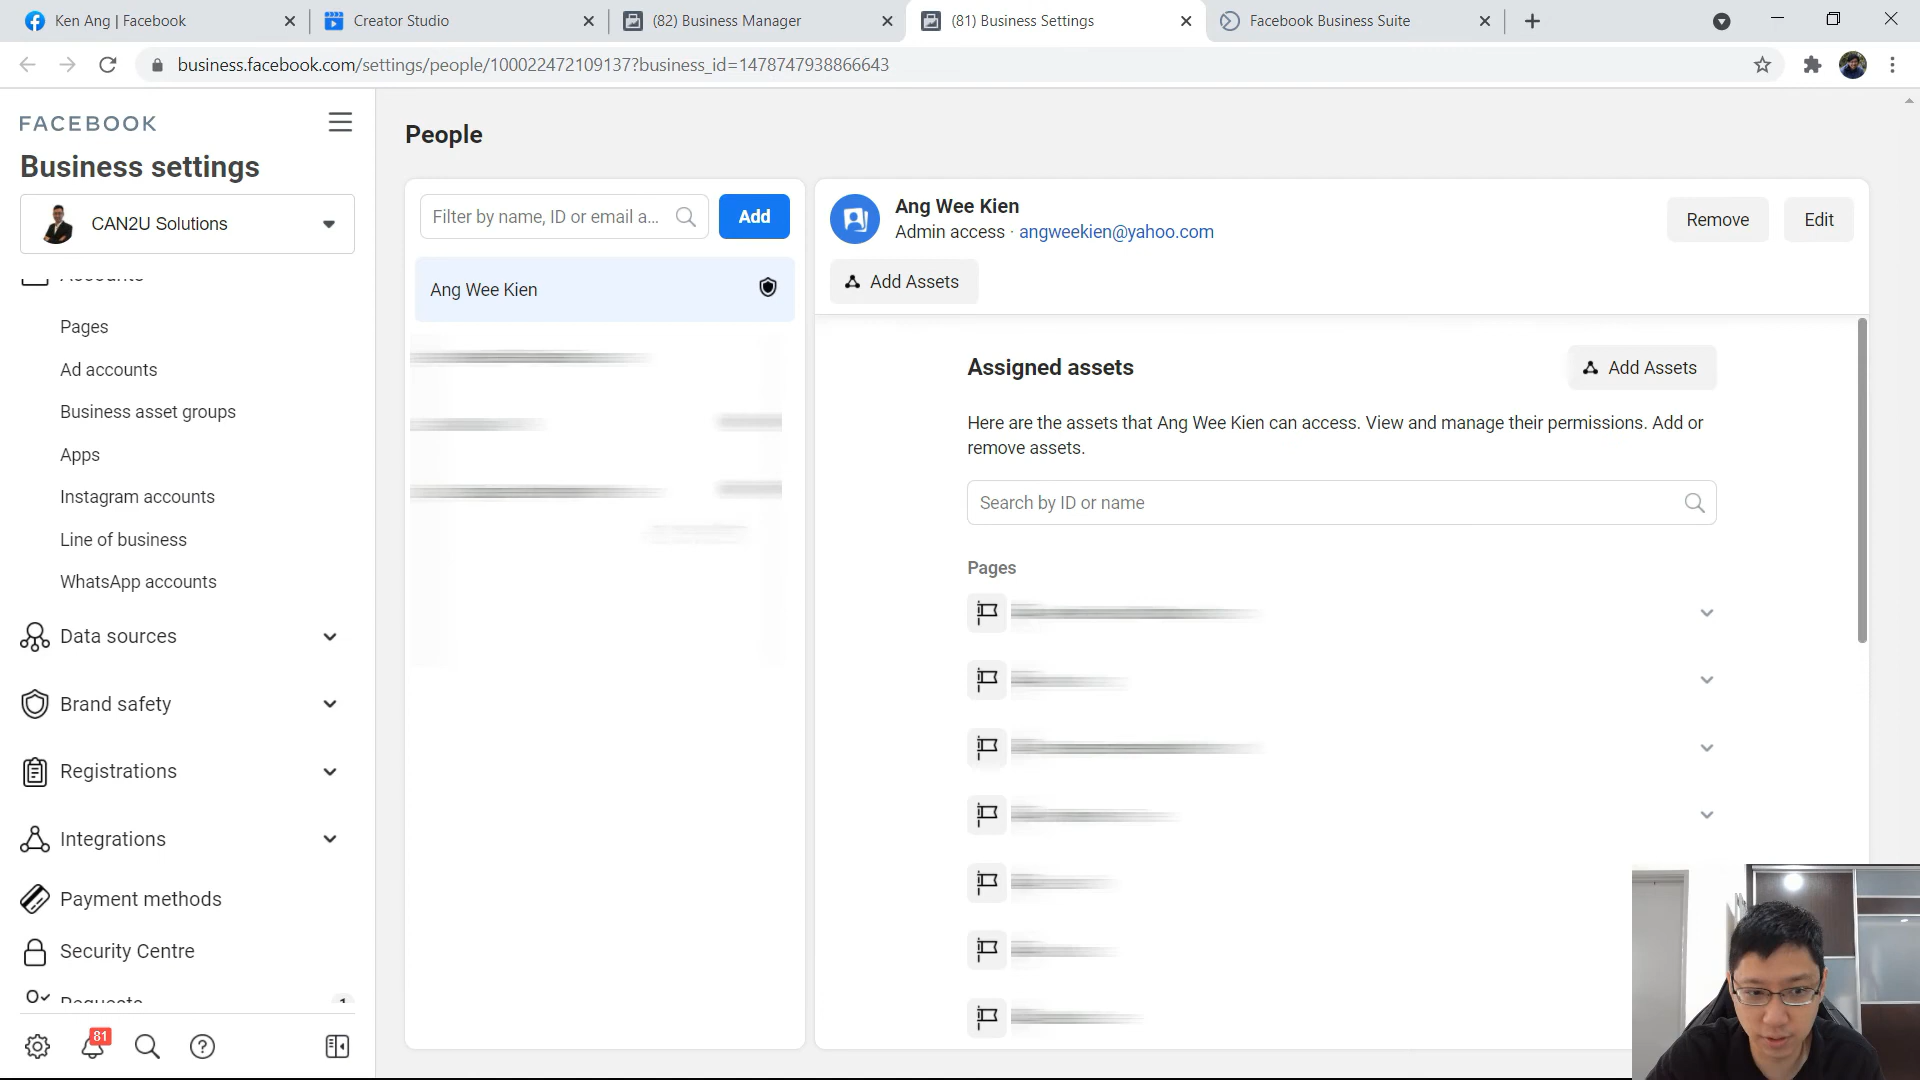 Ken Ang | Facebook
Creator Studio
(82) Business Manager
(81) Business Settings
Facebook Business Suite
business.facebook.com/settings/people/100022472109137?business_id=1478747938866643
FACEBOOK
Business settings
CAN2U Solutions
Accounts
Pages
Ad accounts
Business asset groups
Apps
Instagram accounts
Line of business
WhatsApp accounts
Data sources
Brand safety
Registrations
Integrations
Payment methods
Security Centre
Requests
1
81
People
Filter by name, ID or email a...
Add
Ang Wee Kien
Ang Wee Kien
Admin access · angweekien@yahoo.com
Remove
Edit
Add Assets
Assigned assets
Add Assets
Here are the assets that Ang Wee Kien can access. View and manage their permissions. Add or
remove assets.
Search by ID or name
Pages